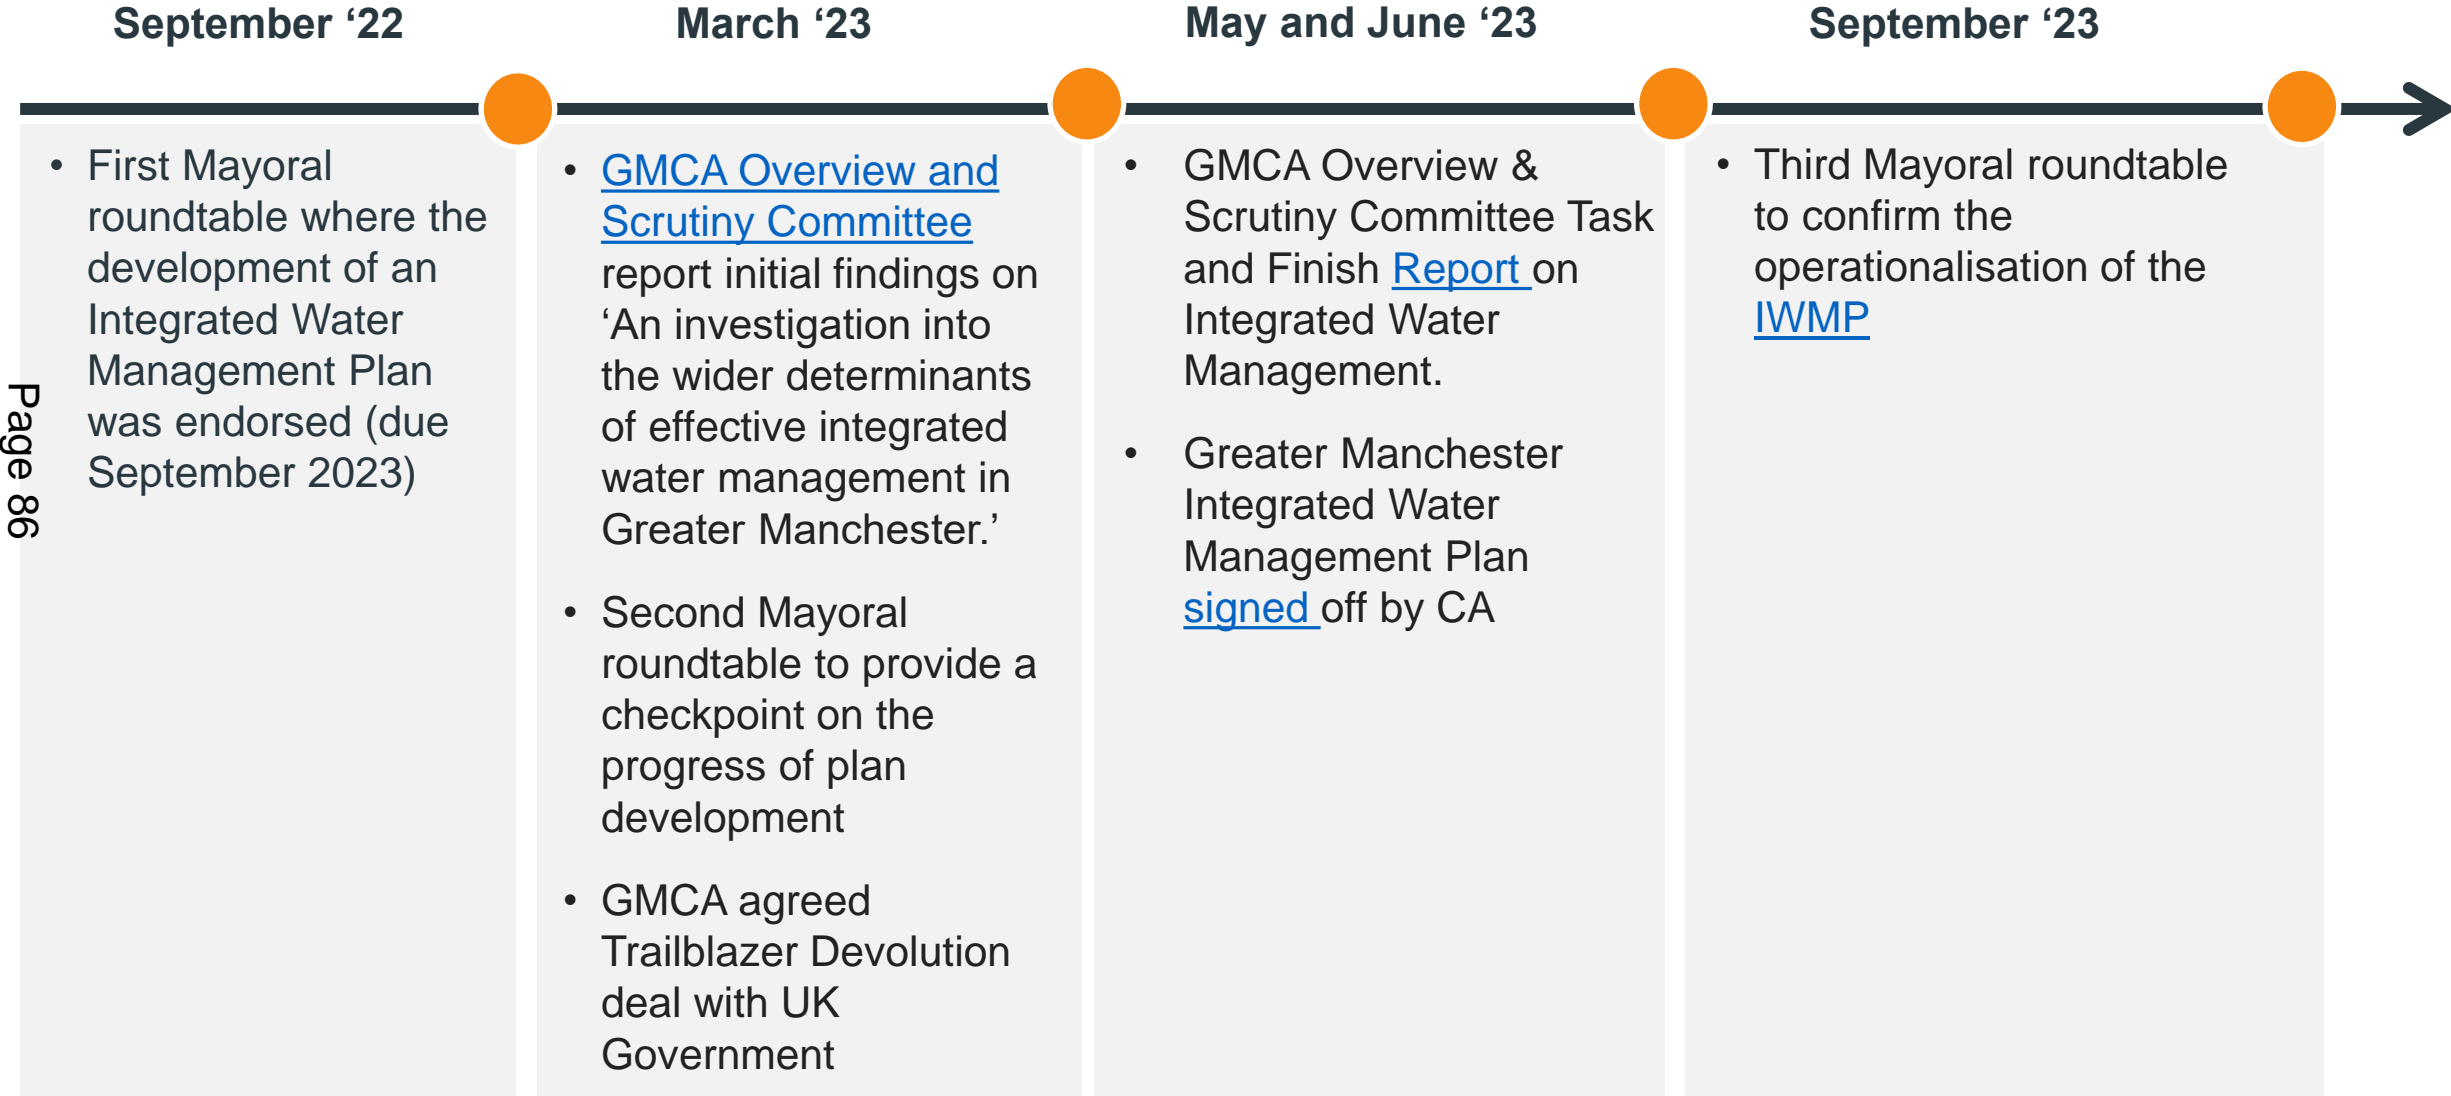 September ‘22
March ‘23
May and June ‘23
September ‘23
• First Mayoral
roundtable where the
development of an
Integrated Water
Management Plan
was endorsed (due
September 2023)
• GMCA Overview and
Scrutiny Committee
report initial findings on
‘An investigation into
the wider determinants
of effective integrated
water management in
Greater Manchester.’
• Second Mayoral
roundtable to provide a
checkpoint on the
progress of plan
development
• GMCA agreed
Trailblazer Devolution
deal with UK
Government
• GMCA Overview &
Scrutiny Committee Task
and Finish Report on
Integrated Water
Management.
• Greater Manchester
Integrated Water
Management Plan
signed off by CA
• Third Mayoral roundtable
to confirm the
operationalisation of the
IWMP
Page 86